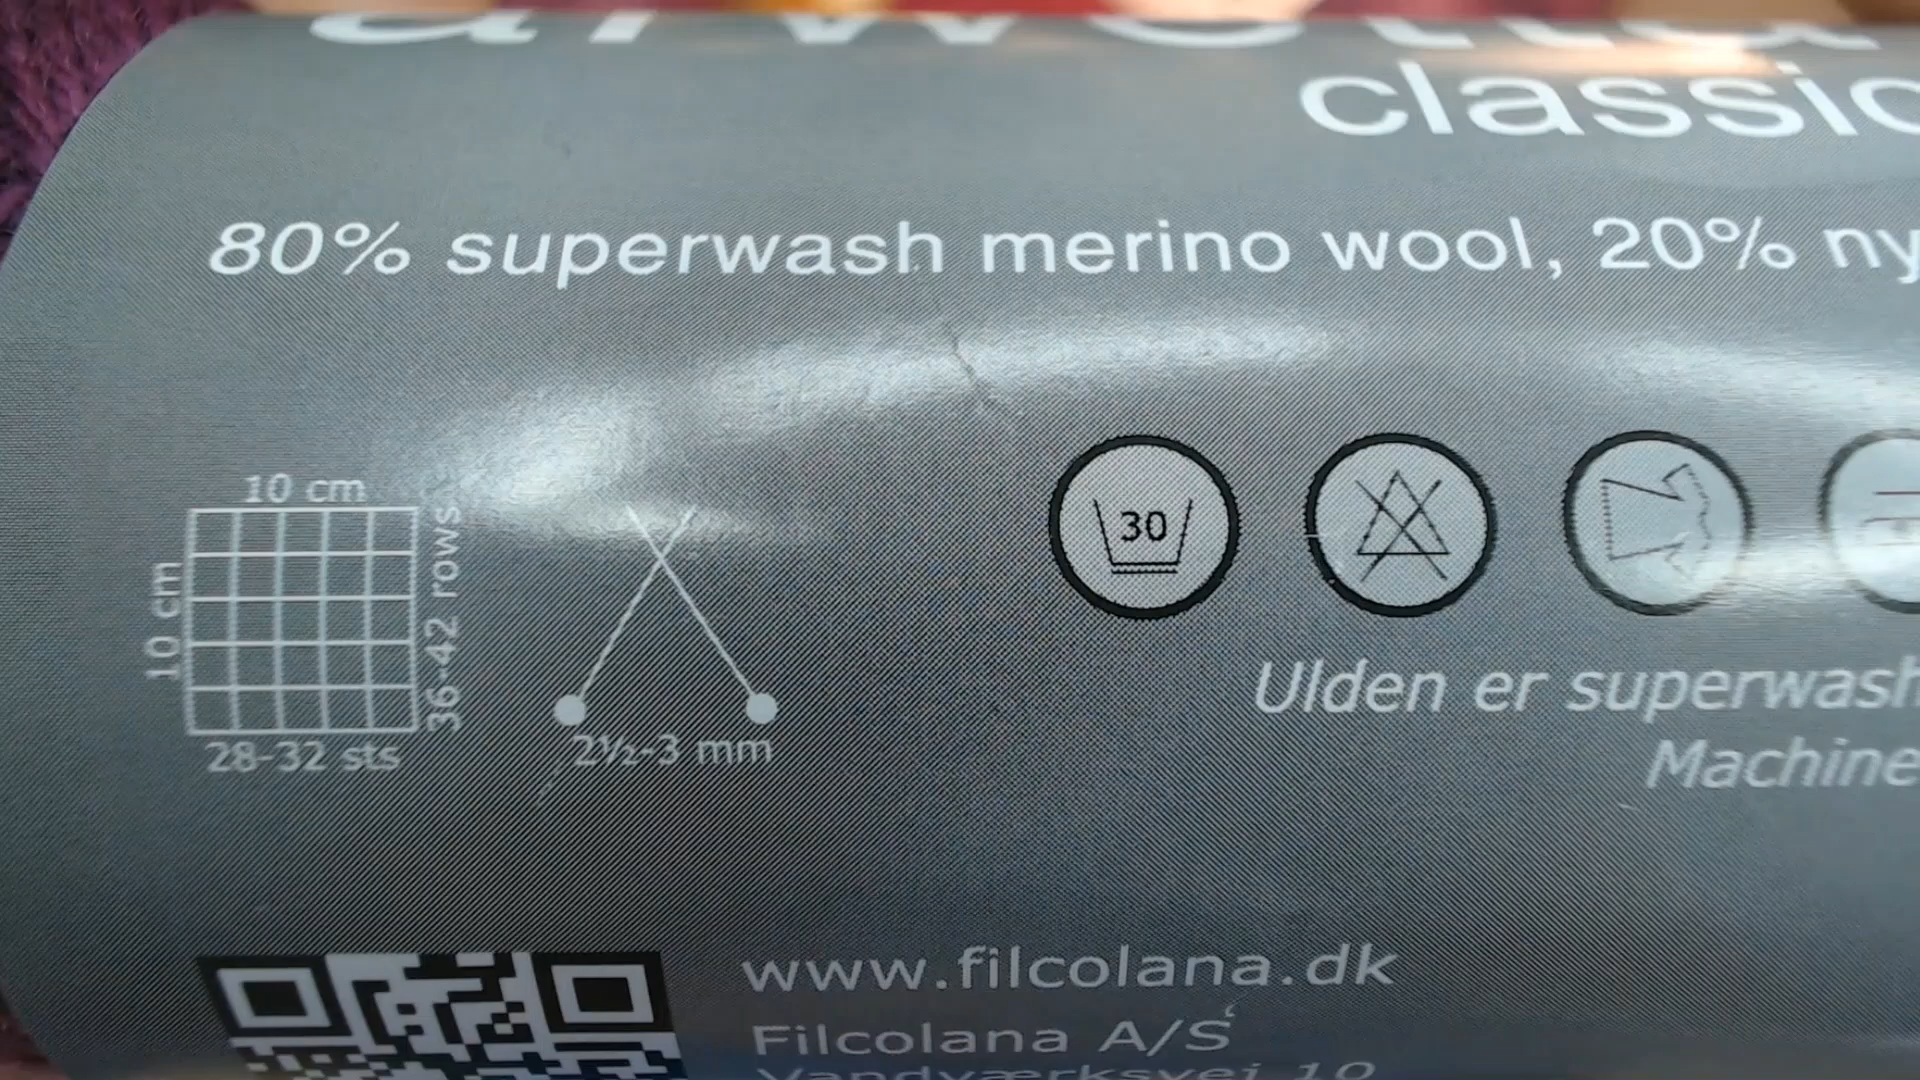 classic
80% superwash merino wool, 20%
10 cm
10 cm
36-42 rows
28-32 sts
2½-3 mm
30
Ulden er superwash
Machine
www.filcolana.dk
Filcolana A/S
Vandværksvej 10